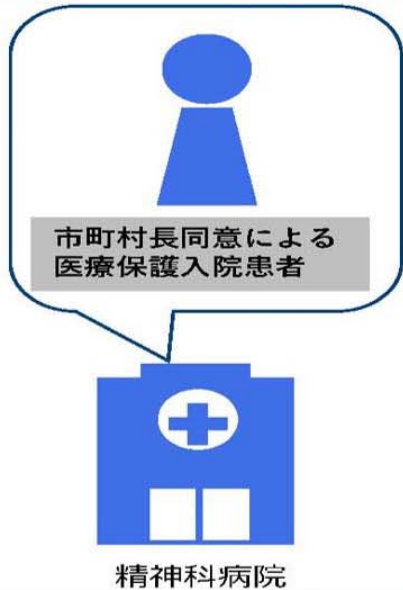 市町村長同意による
医療保護入院患者
精神科病院